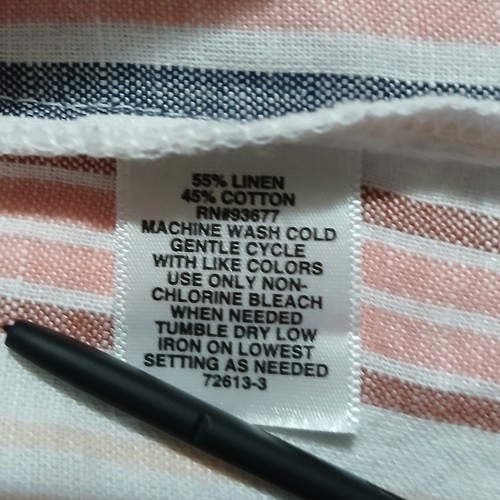 55% LINEN
45% COTTON
RN#93677
MACHINE WASH COLD
GENTLE CYCLE
WITH LIKE COLORS
USE ONLY NON-
CHLORINE BLEACH
WHEN NEEDED
TUMBLE DRY LOW
IRON ON LOWEST
SETTING AS NEEDED
72613-3